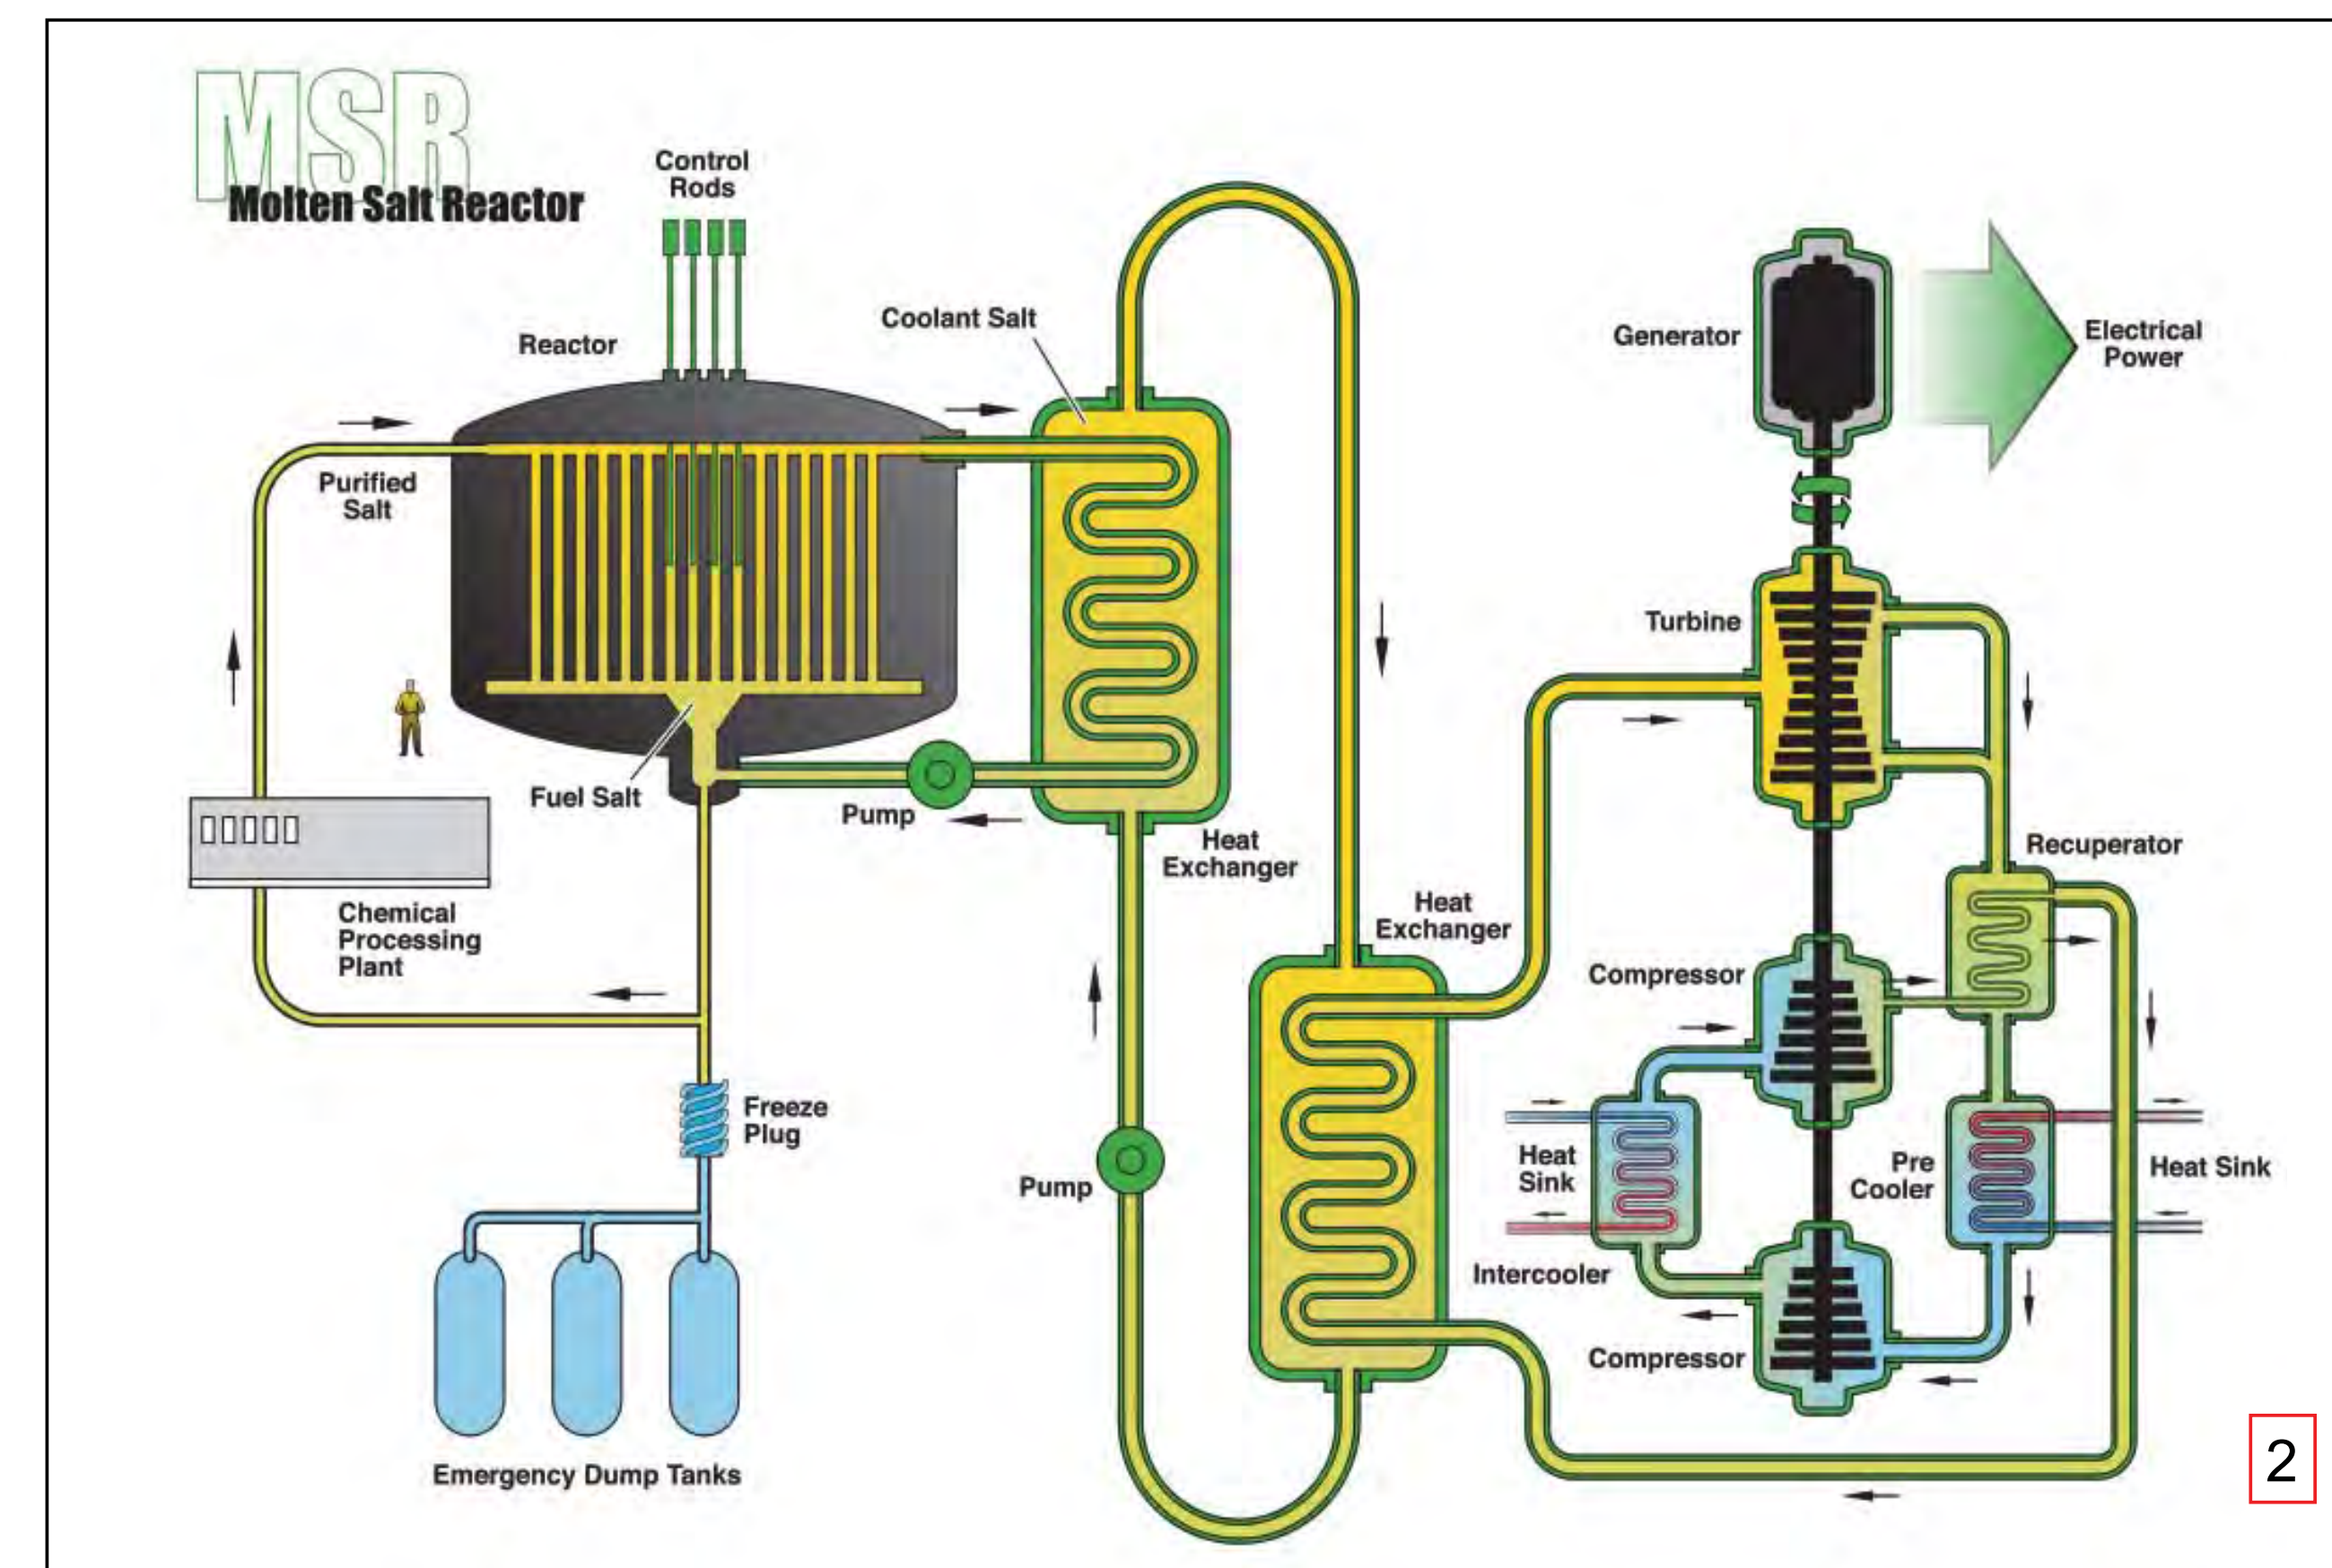 MSR
Molten Salt Reactor
Control
Rods
Reactor
Coolant Salt
Purified
Salt
Fuel Salt
Pump
Heat
Exchanger
Chemical
Processing
Plant
Freeze
Plug
Emergency Dump Tanks
Pump
Heat
Exchanger
Generator
Electrical
Power
Turbine
Recuperator
Compressor
Heat
Sink
Pre
Cooler
Heat Sink
Intercooler
Compressor
2